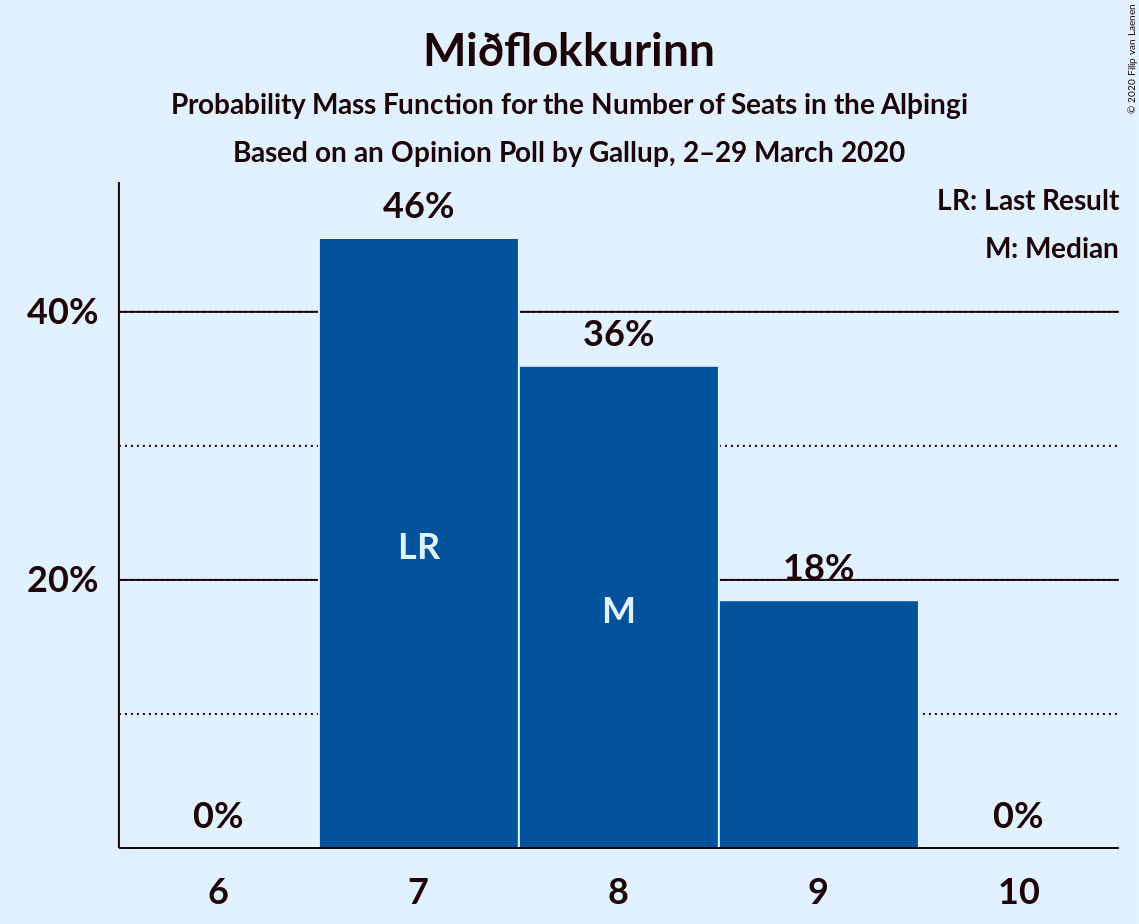 Miðflokkurinn
Probability Mass Function for the Number of Seats in the Alþingi
Based on an Opinion Poll by Gallup, 2–29 March 2020
© 2020 Filip van Laenen
LR: Last Result
M: Median
46%
40%
36%
LR
18%
20%
M
0%
0%
6
7
8
9
10